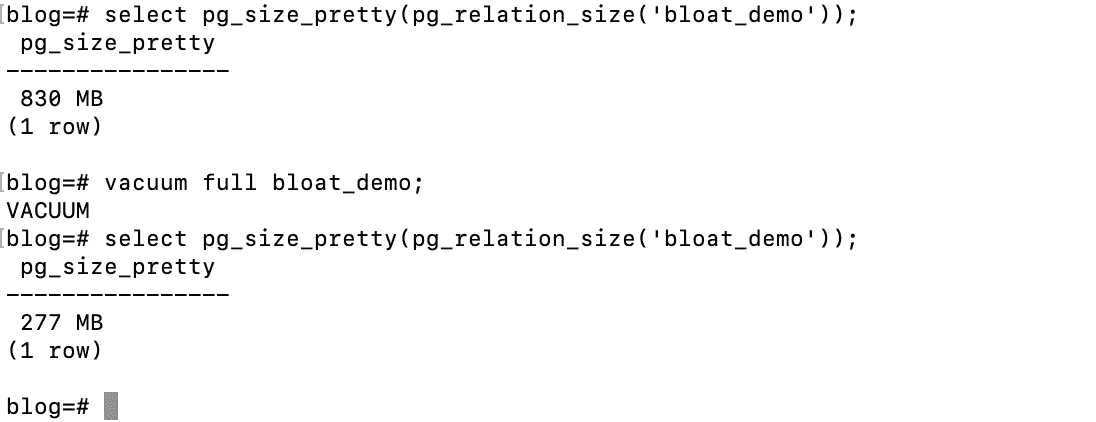 [blog=# select pg_size_pretty(pg_relation_size('bloat_demo'));
 pg_size_pretty
----------------
 830 MB
(1 row)

[blog=# vacuum full bloat_demo;
VACUUM
[blog=# select pg_size_pretty(pg_relation_size('bloat_demo'));
 pg_size_pretty
----------------
 277 MB
(1 row)

blog=#